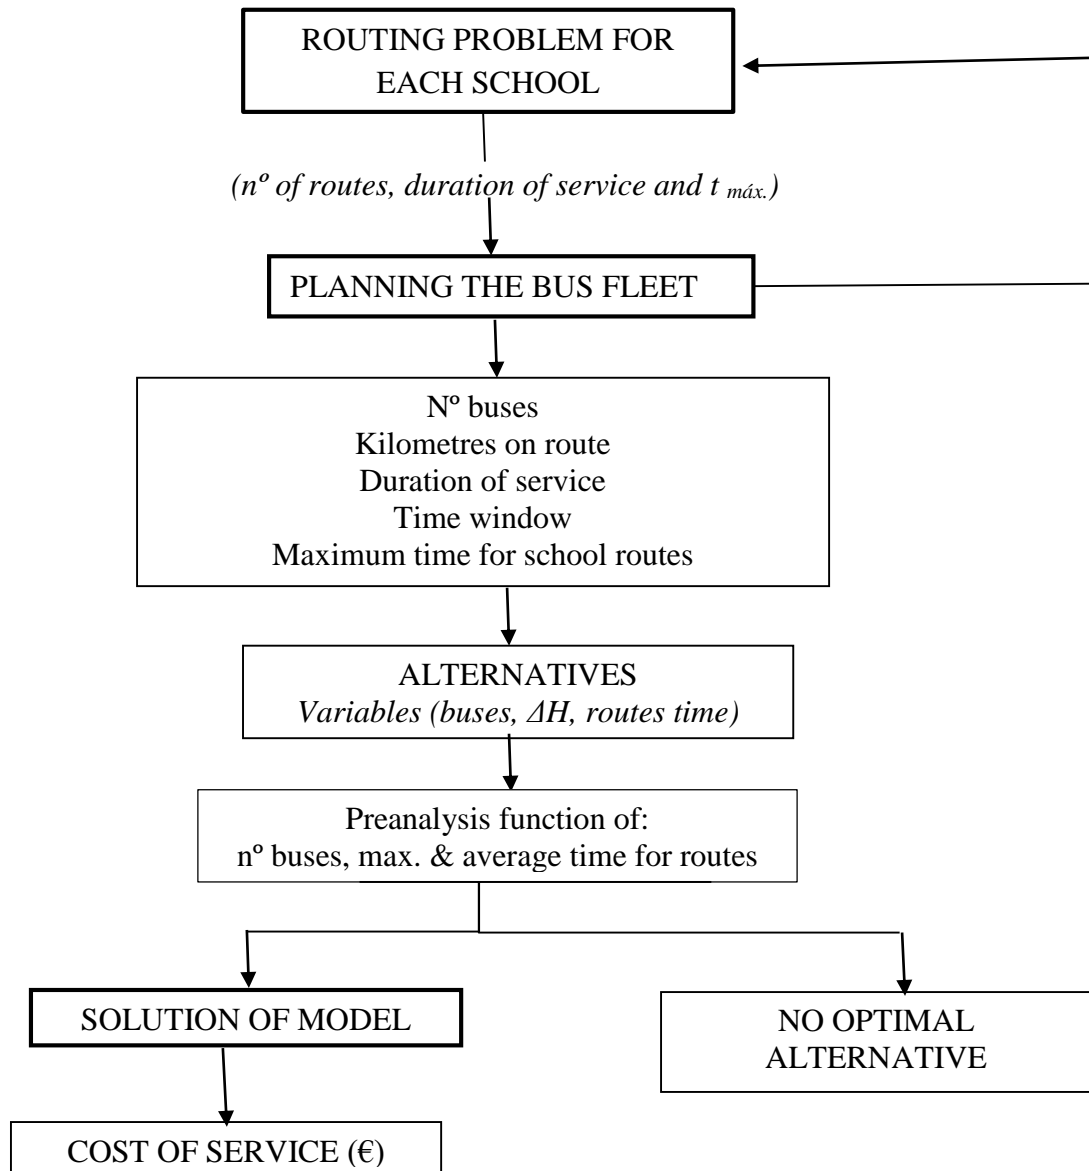 ROUTING PROBLEM FOR
EACH SCHOOL
(nº of routes, duration of service and t máx.)
PLANNING THE BUS FLEET
Nº buses
Kilometres on route
Duration of service
Time window
Maximum time for school routes
ALTERNATIVES
Variables (buses, ΔH, routes time)
Preanalysis function of:
nº buses, max. & average time for routes
SOLUTION OF MODEL
NO OPTIMAL
ALTERNATIVE
COST OF SERVICE (€)